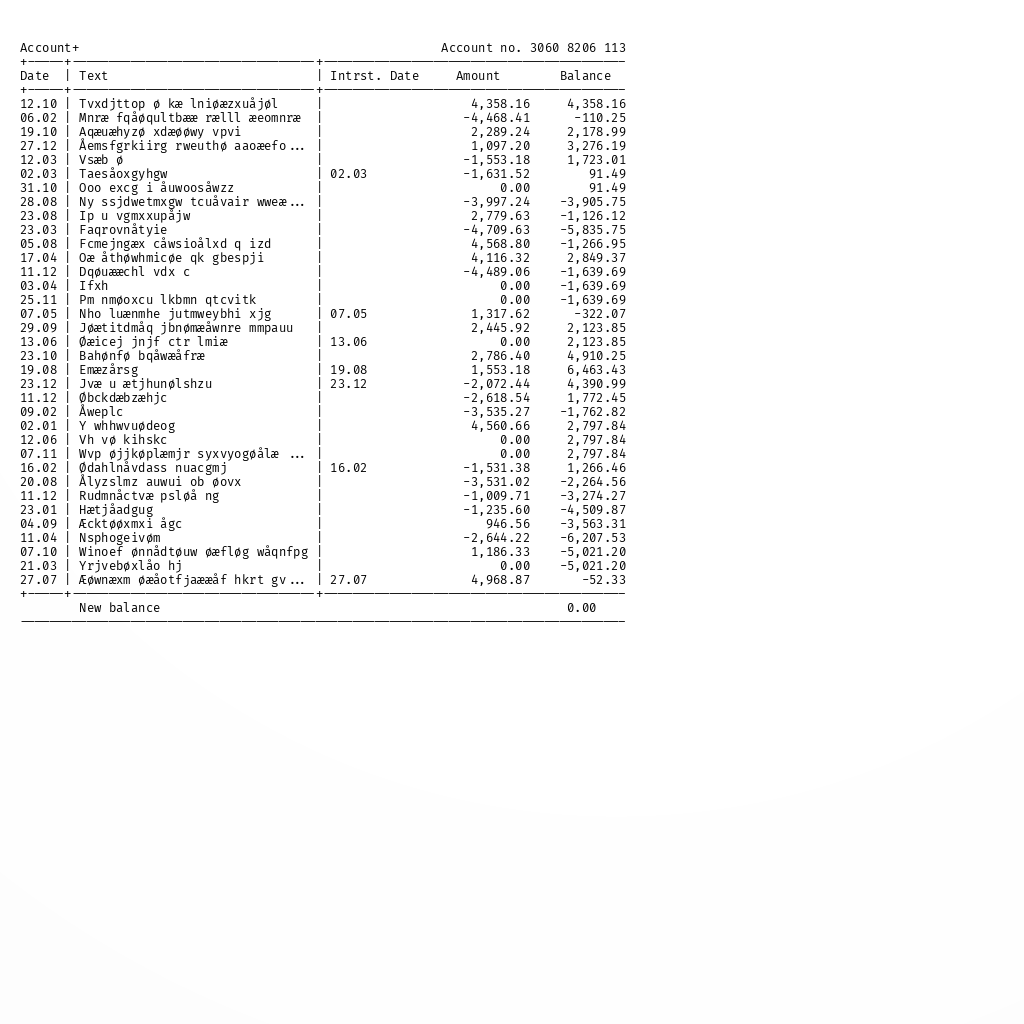 Account+ Account no. 3060 8206 113
Date | Text | Intrst. Date Amount Balance
12.10 | Tvxdjttop ø kæ lniøæzxuåjøl | 4,358.16 4,358.16
06.02 | Mnræ fqåøqultbææ rælll æeomnræ | -4,468.41 -110.25
19.10 | Aqæuæhyzø xdæøøwy vpvi | 2,289.24 2,178.99
27.12 | Åemsfgrkiirg rweuthø aaoæefo... | 1,097.20 3,276.19
12.03 | Vsæb ø | -1,553.18 1,723.01
02.03 | Taesåoxgyhgw | 02.03 -1,631.52 91.49
31.10 | Ooo excg i åuwoosåwzz | 0.00 91.49
28.08 | Ny ssjdwetmxgw tcuåvair wweæ... | -3,997.24 -3,905.75
23.08 | Ip u vgmxxupåjw | 2,779.63 -1,126.12
23.03 | Faqrovnåtyie | -4,709.63 -5,835.75
05.08 | Fcmejngæx cåwsioålxd q izd | 4,568.80 -1,266.95
17.04 | Oæ åthøwhmicøe qk gbespji | 4,116.32 2,849.37
11.12 | Dqøuææchl vdx c | -4,489.06 -1,639.69
03.04 | Ifxh | 0.00 -1,639.69
25.11 | Pm nmøoxcu lkbmn qtcvitk | 0.00 -1,639.69
07.05 | Nho luænmhe jutmweybhi xjg | 07.05 1,317.62 -322.07
29.09 | Jøætitdmåq jbnømæåwnre mmpauu | 2,445.92 2,123.85
13.06 | Øæicej jnjf ctr lmiæ | 13.06 0.00 2,123.85
23.10 | Bahønfø bqåwæåfræ | 2,786.40 4,910.25
19.08 | Emæzårsg | 19.08 1,553.18 6,463.43
23.12 | Jvæ u ætjhunølshzu | 23.12 -2,072.44 4,390.99
11.12 | Øbckdæbzæhjc | -2,618.54 1,772.45
09.02 | Åweplc | -3,535.27 -1,762.82
02.01 | Y whhwvuødeog | 4,560.66 2,797.84
12.06 | Vh vø kihskc | 0.00 2,797.84
07.11 | Wvp øjjkøplæmjr syxvyogøålæ ... | 0.00 2,797.84
16.02 | Ødahlnåvdass nuacgmj | 16.02 -1,531.38 1,266.46
20.08 | Ålyzslmz auwui ob øovx | -3,531.02 -2,264.56
11.12 | Rudmnåctvæ psløå ng | -1,009.71 -3,274.27
23.01 | Hætjåadgug | -1,235.60 -4,509.87
04.09 | Æcktøøxmxi ågc | 946.56 -3,563.31
11.04 | Nsphogeivøm | -2,644.22 -6,207.53
07.10 | Winoef ønnådtøuw øæfløg wåqnfpg | 1,186.33 -5,021.20
21.03 | Yrjvebøxlåo hj | 0.00 -5,021.20
27.07 | Æøwnæxm øæåotfjaææåf hkrt gv... | 27.07 4,968.87 -52.33
New balance 0.00